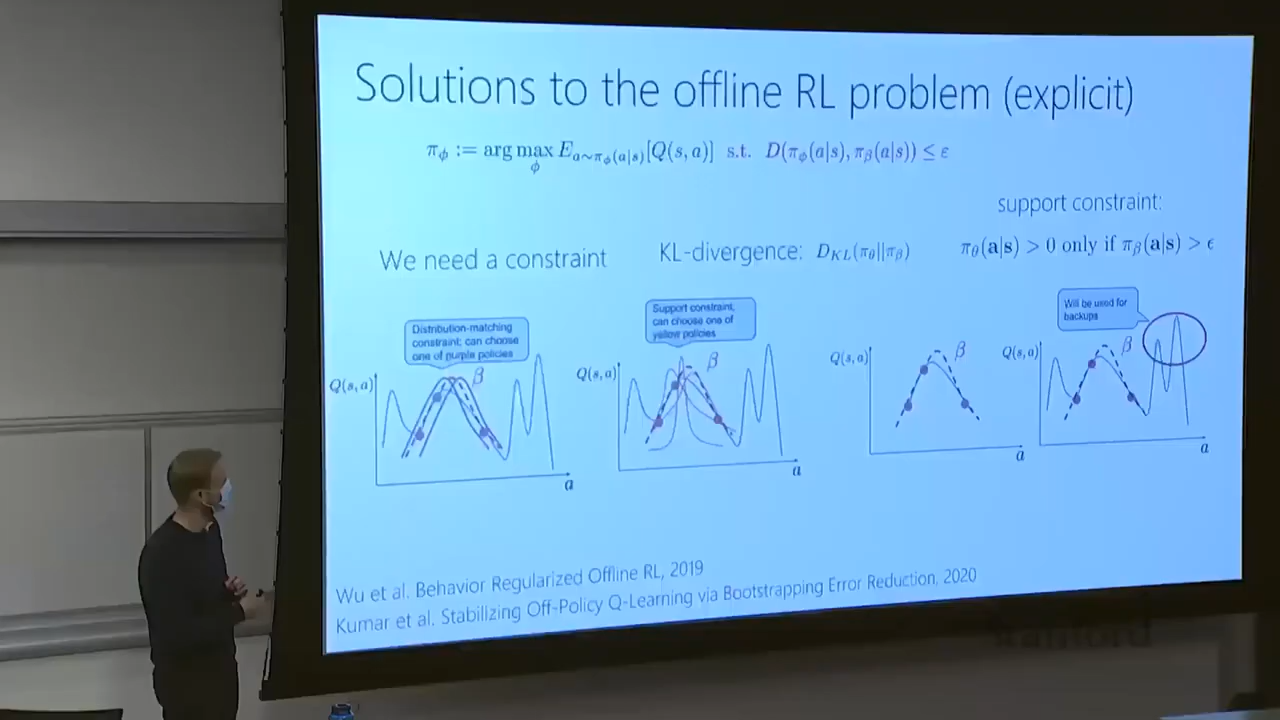 Solutions to the offline RL problem (explicit)
π_ϕ := arg max_ϕ E_{a∼π_ϕ(a|s)}[Q(s, a)] s.t. D(π_ϕ(a|s), π_β(a|s)) ≤ ε
support constraint:
We need a constraint
KL-divergence: D_{KL}(π_θ||π_β)
π_θ(a|s) > 0 only if π_β(a|s) > ϵ
Distribution-matching
constraint; can choose
one of purple policies
Support constraint,
can choose one of
yellow policies
Will be used for
backups
Q(s, a)
β
a
Q(s, a)
β
a
Q(s, a)
β
a
Q(s, a)
β
a
Wu et al. Behavior Regularized Offline RL, 2019
Kumar et al. Stabilizing Off-Policy Q-Learning via Bootstrapping Error Reduction, 2020
Stanford